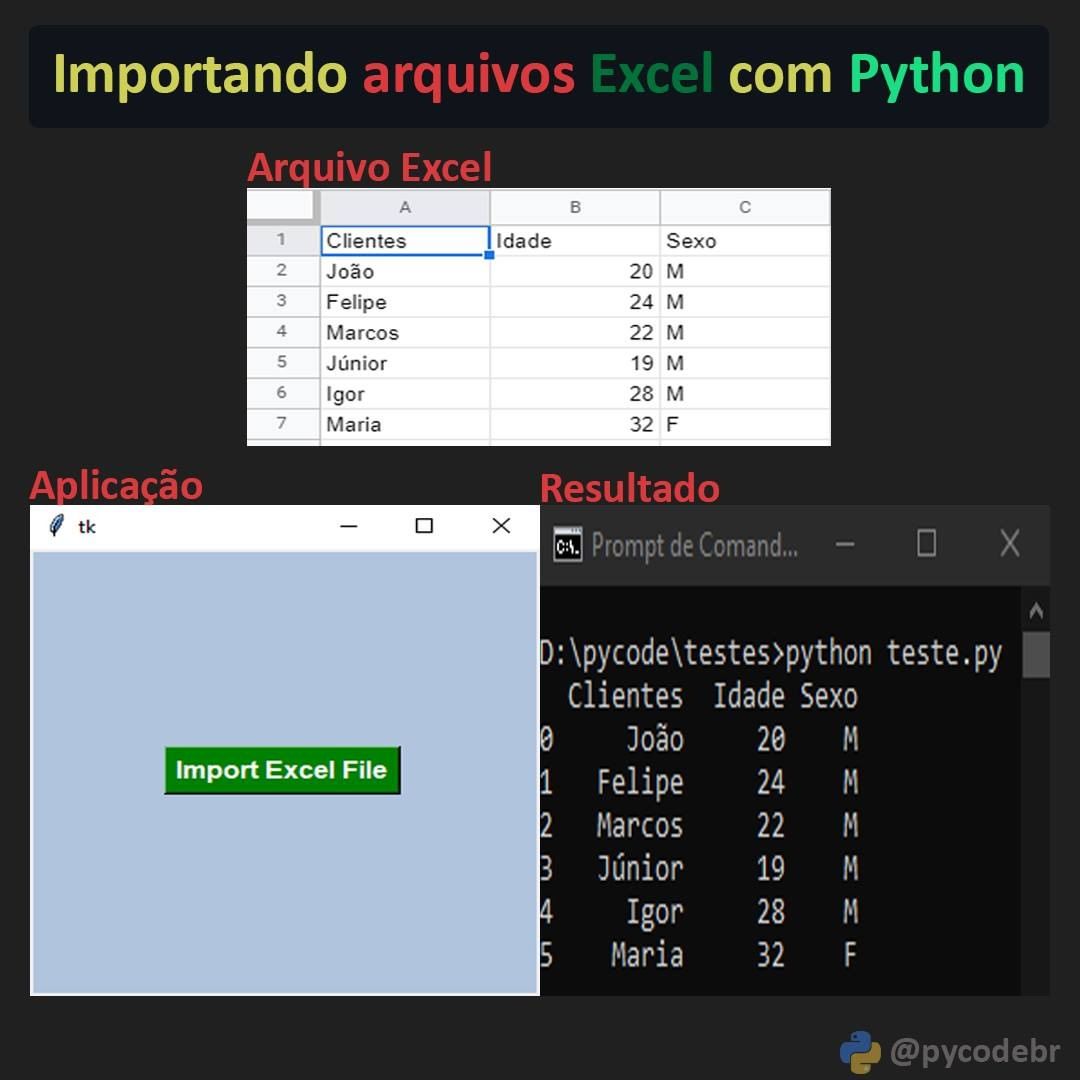 Importando arquivos Excel com Python
Arquivo Excel
A B C
1 Clientes Idade Sexo
2 João 20 M
3 Felipe 24 M
4 Marcos 22 M
5 Júnior 19 M
6 Igor 28 M
7 Maria 32 F
Aplicação
tk
Import Excel File
Resultado
C:\. Prompt de Comand...
D:\pycode\testes>python teste.py
Clientes Idade Sexo
0 João 20 M
1 Felipe 24 M
2 Marcos 22 M
3 Júnior 19 M
4 Igor 28 M
5 Maria 32 F
@pycodebr